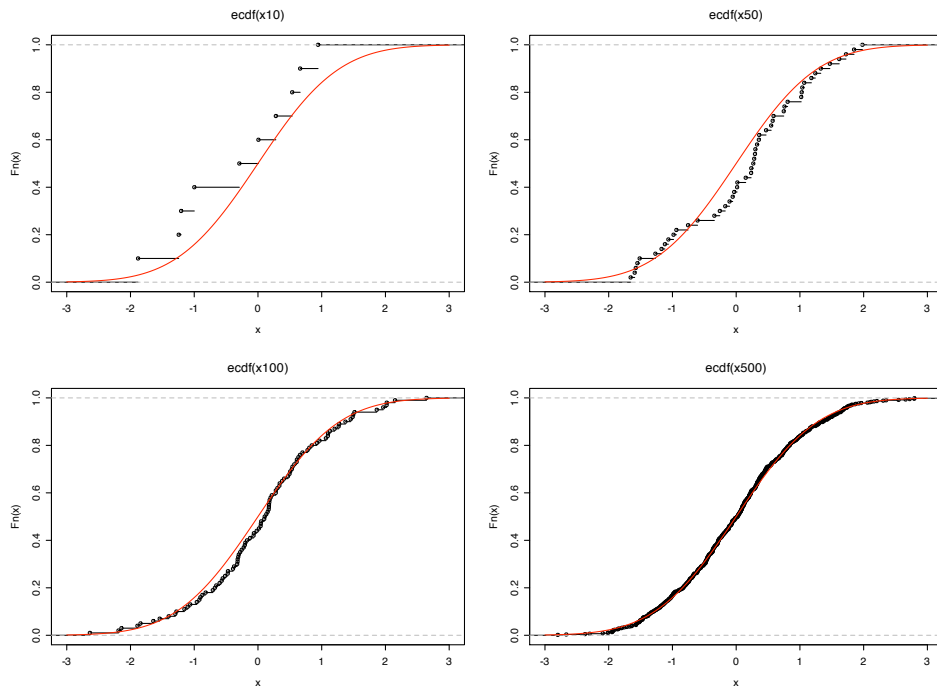 ecdf(x10)
Fn(x)
0.0 0.2 0.4 0.6 0.8 1.0
-3 -2 -1 0 1 2 3
x
ecdf(x50)
Fn(x)
0.0 0.2 0.4 0.6 0.8 1.0
-3 -2 -1 0 1 2 3
x
ecdf(x100)
Fn(x)
0.0 0.2 0.4 0.6 0.8 1.0
-3 -2 -1 0 1 2 3
x
ecdf(x500)
Fn(x)
0.0 0.2 0.4 0.6 0.8 1.0
-3 -2 -1 0 1 2 3
x